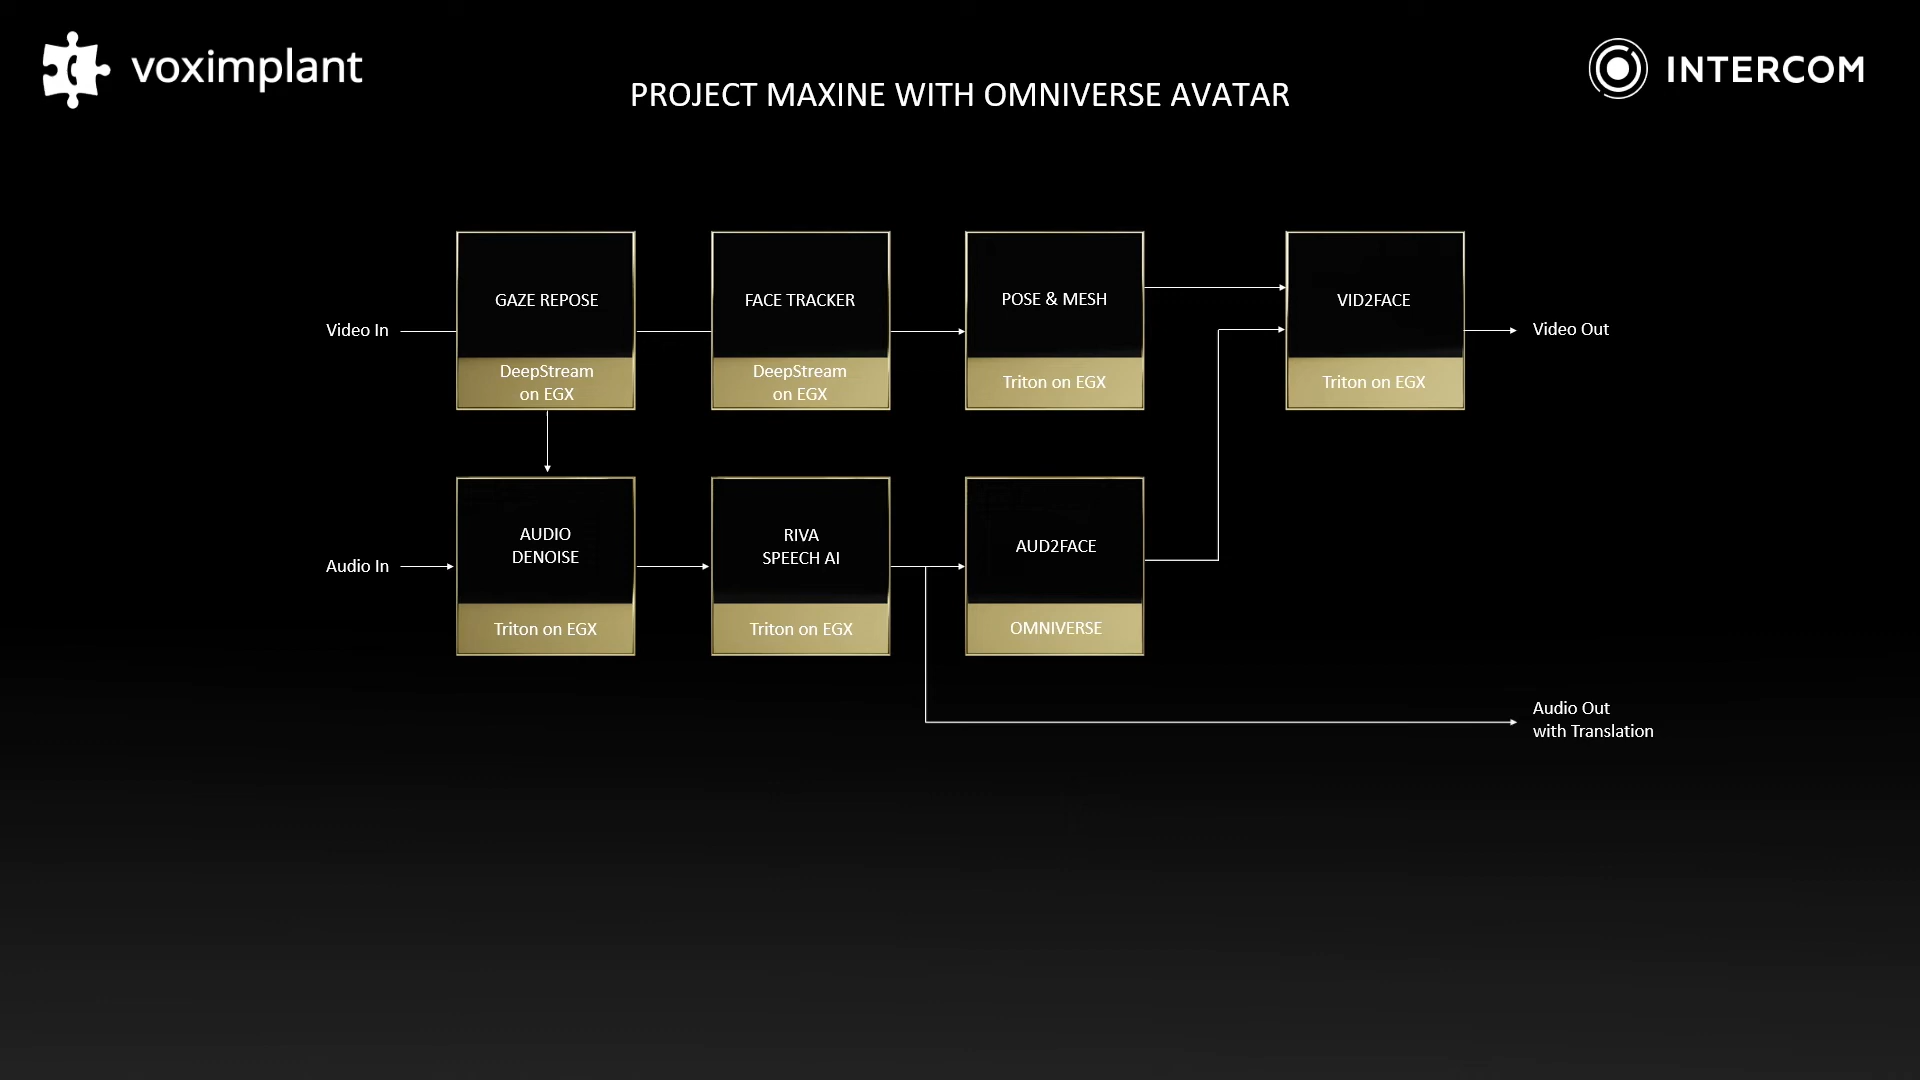 voximplant
INTERCOM
PROJECT MAXINE WITH OMNIVERSE AVATAR
GAZE REPOSE
FACE TRACKER
POSE & MESH
VID2FACE
Video In
Video Out
DeepStream
on EGX
DeepStream
on EGX
Triton on EGX
Triton on EGX
AUDIO
DENOISE
RIVA
SPEECH AI
AUD2FACE
Audio In
Triton on EGX
Triton on EGX
OMNIVERSE
Audio Out
with Translation